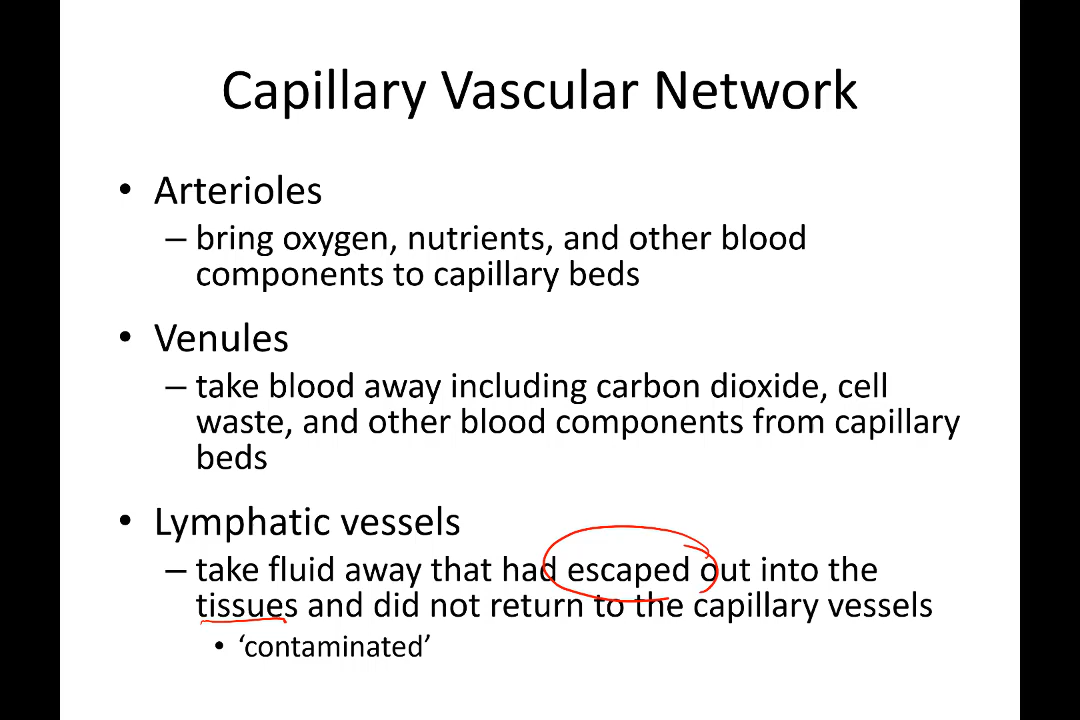 Capillary Vascular Network
• Arterioles
– bring oxygen, nutrients, and other blood
components to capillary beds
• Venules
– take blood away including carbon dioxide, cell
waste, and other blood components from capillary
beds
• Lymphatic vessels
– take fluid away that had escaped out into the
tissues and did not return to the capillary vessels
• ‘contaminated’